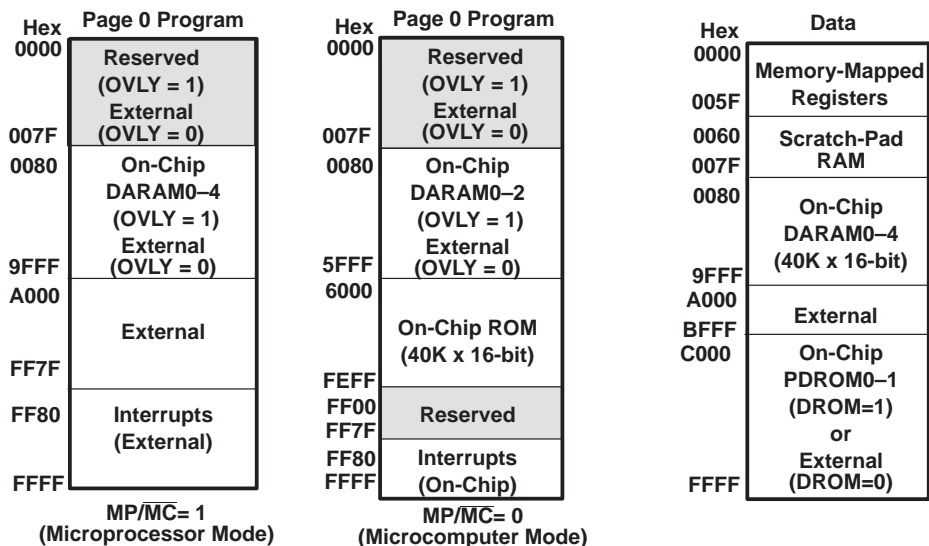 Hex
Page 0 Program
0000
Reserved
(OVLY = 1)
External
(OVLY = 0)
007F
0080
On-Chip
DARAM0–4
(OVLY = 1)
External
(OVLY = 0)
9FFF
A000
External
FF7F
FF80
Interrupts
(External)
FFFF
MP/MC= 1
(Microprocessor Mode)
Hex
Page 0 Program
0000
Reserved
(OVLY = 1)
External
(OVLY = 0)
007F
0080
On-Chip
DARAM0–2
(OVLY = 1)
External
(OVLY = 0)
5FFF
6000
On-Chip ROM
(40K x 16-bit)
FEFF
FF00
Reserved
FF7F
FF80
Interrupts
(On-Chip)
FFFF
MP/MC= 0
(Microcomputer Mode)
Hex
Data
0000
Memory-Mapped
Registers
005F
0060
Scratch-Pad
RAM
007F
0080
On-Chip
DARAM0–4
(40K x 16-bit)
9FFF
A000
External
BFFF
C000
On-Chip
PDROM0–1
(DROM=1)
or
External
(DROM=0)
FFFF